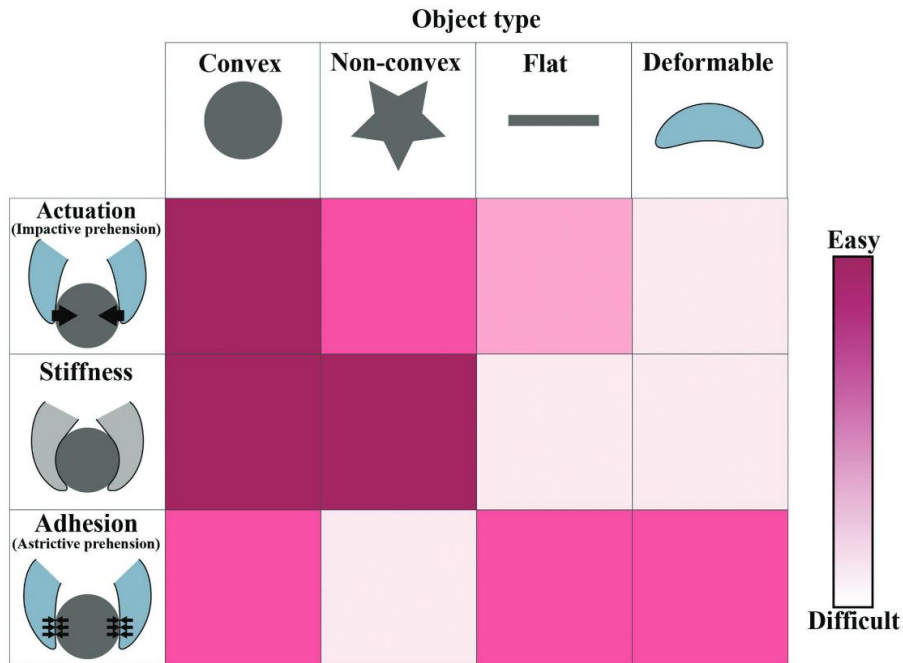 Object type
Convex
Non-convex
Flat
Deformable
Actuation
(Impactive prehension)
Stiffness
Adhesion
(Astrictive prehension)
Easy
Difficult